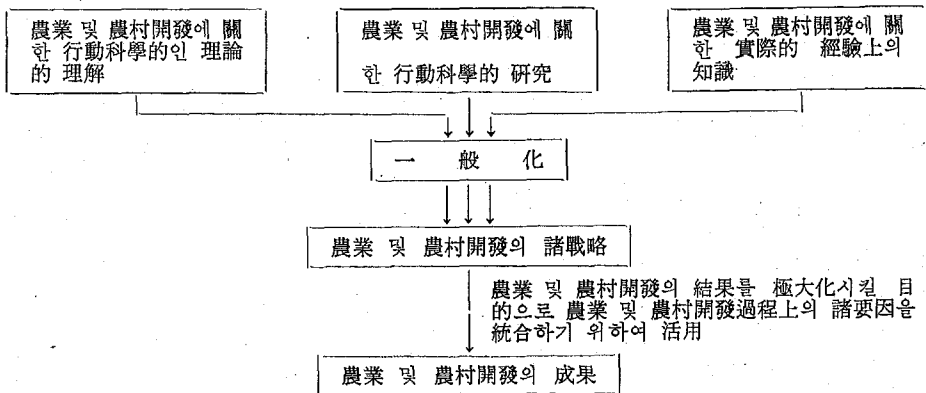 農業 및 農村開發에 關
한 行動科學的인 理論
的 理解
農業 및 農村開發에 關
한 行動科學的 硏究
農業 및 農村開發에 關
한 實際的 經驗上의
知識
一 般 化
農業 및 農村開發의 諸戰略
農業 및 農村開發의 結果를 極大化시킬 目
的으로 農業 및 農村開發過程上의 諸要因을
統合하기 위하여 活用
農業 및 農村開發의 成果